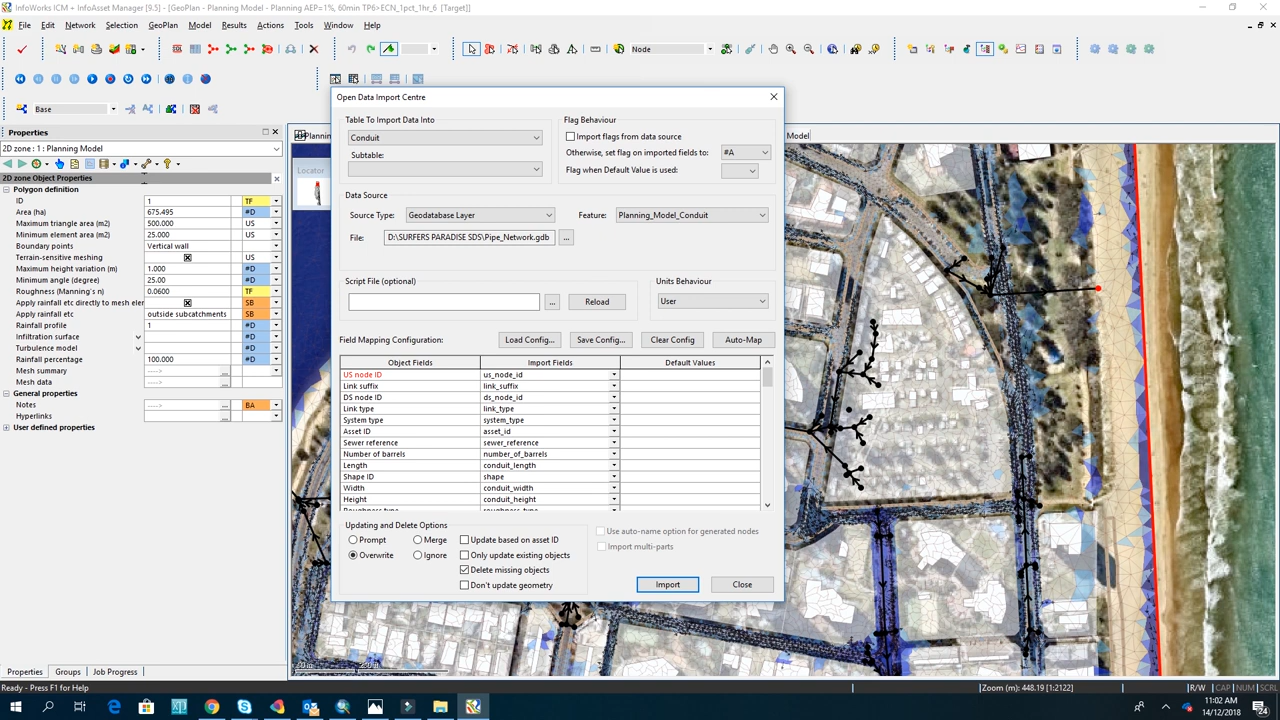 InfoWorks ICM + InfoAsset Manager [9.5] - [GeoPlan - Planning Model - Planning AEP=1%, 60min TP6>ECN_1pct_1hr_6 [Target]]
File Edit Network Selection GeoPlan Model Results Actions Tools Window Help
Node
Base
Properties
2D zone : 1 : Planning Model
2D zone Object Properties
Polygon definition
ID 1 TF
Area (ha) 675.495 #D
Maximum triangle area (m2) 500.000 US
Minimum element area (m2) 25.000 US
Boundary points Vertical wall
Terrain-sensitive meshing US
Maximum height variation (m) 1.000 #D
Minimum angle (degree) 25.00 #D
Roughness (Manning's n) 0.0600 TF
Apply rainfall etc directly to mesh eler SB
Apply rainfall etc outside subcatchments SB
Rainfall profile 1 #D
Infiltration surface #D
Turbulence model #D
Rainfall percentage 100.000 #D
Mesh summary ---->
Mesh data ---->
General properties
Notes ----> BA
Hyperlinks
User defined properties
Properties Groups Job Progress
Plannin
Model
Locator
Open Data Import Centre
Table To Import Data Into
Conduit
Subtable:
Flag Behaviour
Import flags from data source
Otherwise, set flag on imported fields to: #A
Flag when Default Value is used:
Data Source
Source Type: Geodatabase Layer Feature: Planning_Model_Conduit
File: D:\SURFERS PARADISE SDS\Pipe_Network.gdb ...
Script File (optional)
... Reload
Units Behaviour
User
Field Mapping Configuration: Load Config... Save Config... Clear Config Auto-Map
Object Fields Import Fields Default Values
US node ID us_node_id
Link suffix link_suffix
DS node ID ds_node_id
Link type link_type
System type system_type
Asset ID asset_id
Sewer reference sewer_reference
Number of barrels number_of_barrels
Length conduit_length
Shape ID shape
Width conduit_width
Height conduit_height
Roughness type roughness_type
Updating and Delete Options
Prompt Merge Update based on asset ID
Overwrite Ignore Only update existing objects
Delete missing objects
Don't update geometry
Use auto-name option for generated nodes
Import multi-parts
Import Close
Ready - Press F1 for Help
Zoom (m): 448.19 [1:2122]
R/W CAP NUM SCRL
11:02 AM
14/12/2018
24